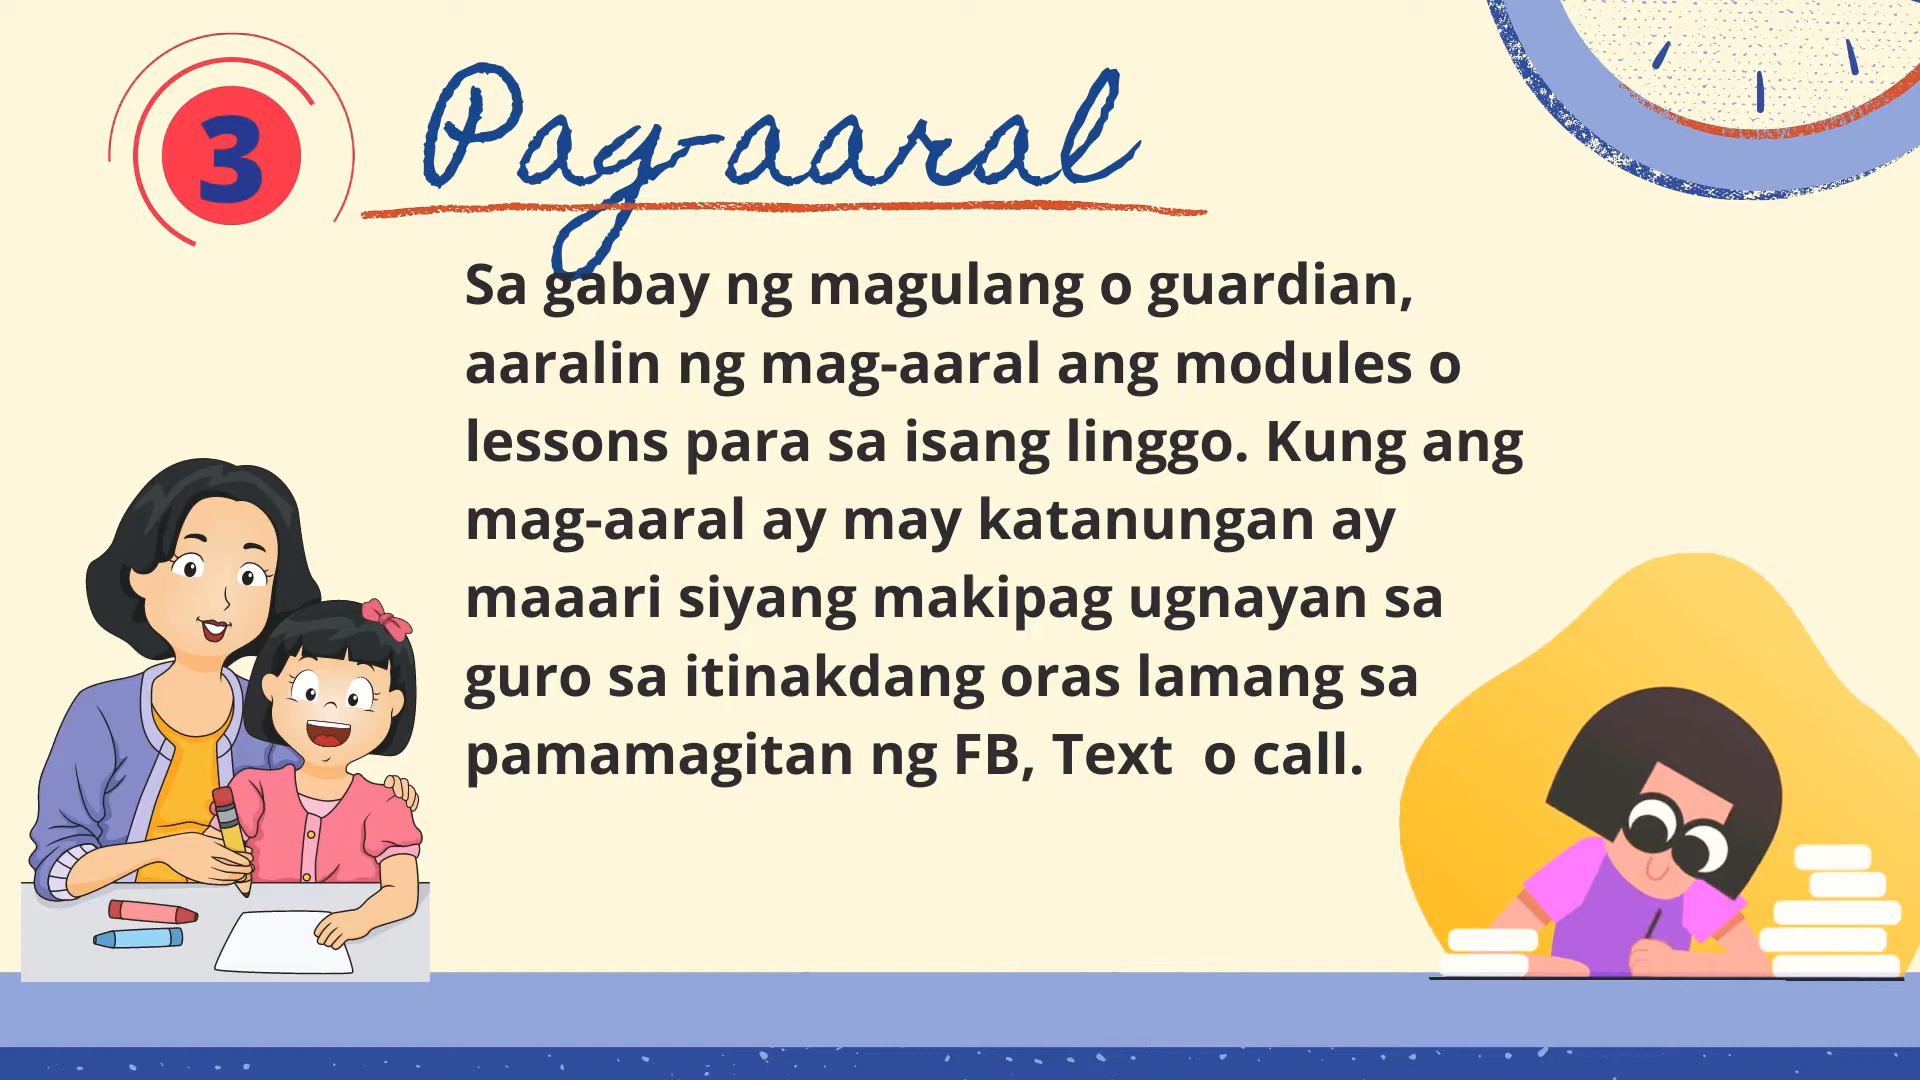 3
Pag-aaral
Sa gabay ng magulang o guardian,
aaralin ng mag-aaral ang modules o
lessons para sa isang linggo. Kung ang
mag-aaral ay may katanungan ay
maaari siyang makipag ugnayan sa
guro sa itinakdang oras lamang sa
pamamagitan ng FB, Text  o call.